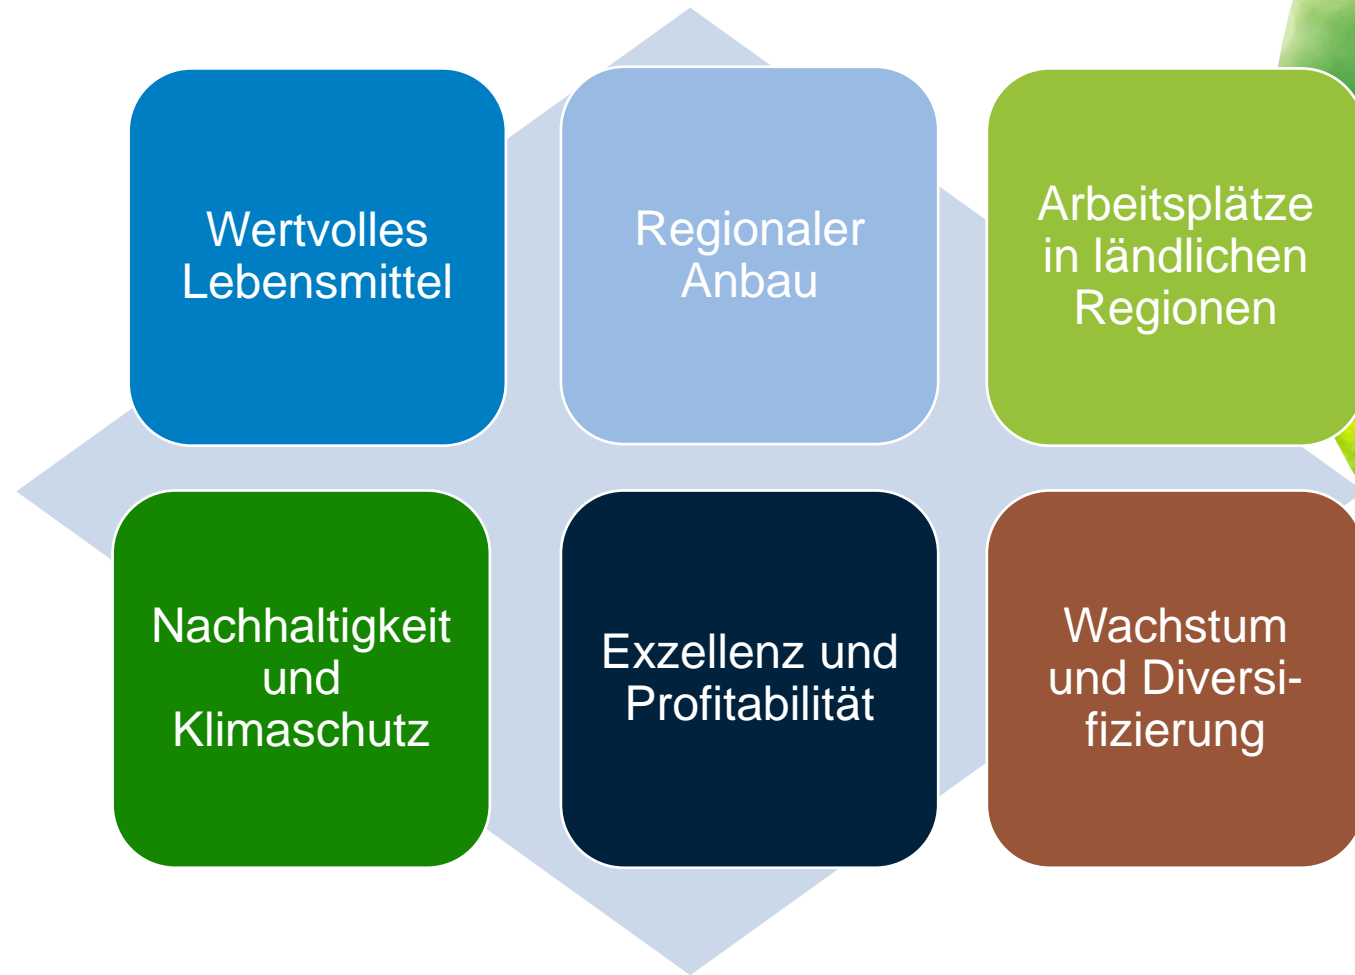 Wertvolles
Lebensmittel
Regionaler
Anbau
Arbeitsplätze
in ländlichen
Regionen
Nachhaltigkeit
und
Klimaschutz
Exzellenz und
Profitabilität
Wachstum
und Diversi-
fizierung